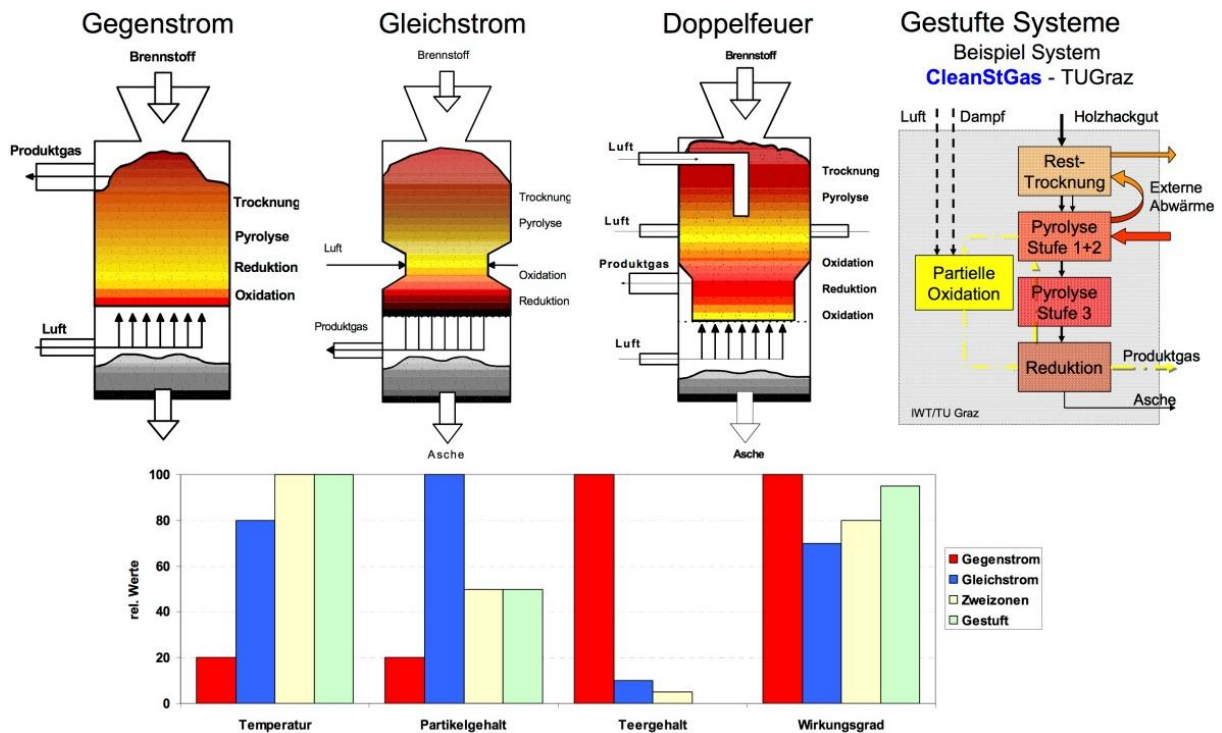 Gegenstrom
Brennstoff
Produktgas
Trocknung
Pyrolyse
Reduktion
Oxidation
Luft
Gleichstrom
Brennstoff
Trocknung
Pyrolyse
Luft
Oxidation
Reduktion
Produktgas
Asche
Doppelfeuer
Brennstoff
Luft
Trocknung
Pyrolyse
Luft
Oxidation
Produktgas
Reduktion
Oxidation
Luft
Asche
Gestufte Systeme
Beispiel System
CleanStGas - TUGraz
Luft
Dampf
Holzhackgut
Rest-
Trocknung
Externe
Abwärme
Pyrolyse
Stufe 1+2
Partielle
Oxidation
Pyrolyse
Stufe 3
Reduktion
Produktgas
Asche
IWT/TU Graz
rel. Werte
100
80
60
40
20
0
Temperatur
Partikelgehalt
Teergehalt
Wirkungsgrad
Gegenstrom
Gleichstrom
Zweizonen
Gestuft